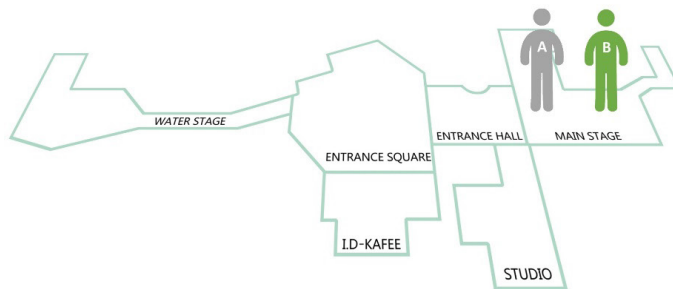 A
B
WATER STAGE
ENTRANCE HALL
MAIN STAGE
ENTRANCE SQUARE
I.D-KAFEE
STUDIO